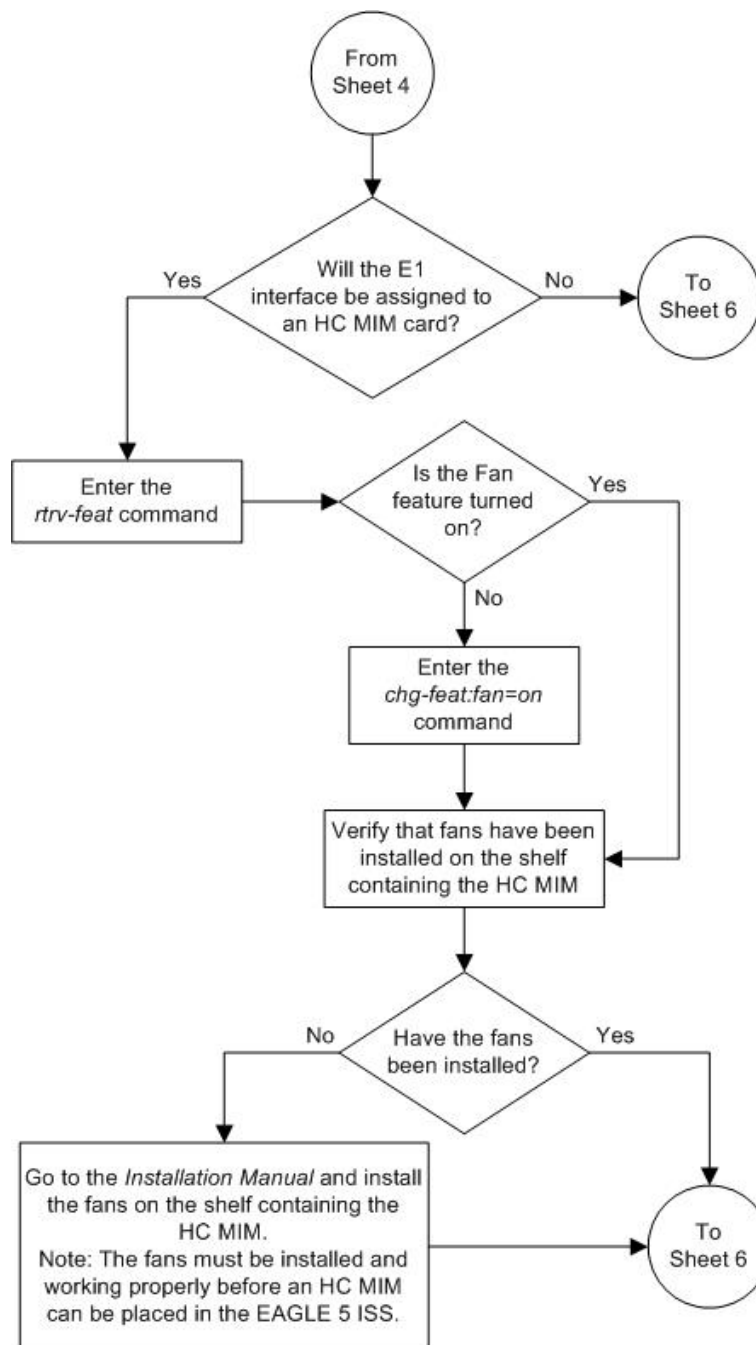 From
Sheet 4
Will the E1
interface be assigned to
an HC MIM card?
Yes
No
To
Sheet 6
Enter the
rtrv-feat command
Is the Fan
feature turned
on?
Yes
No
Enter the
chg-feat:fan=on
command
Verify that fans have been
installed on the shelf
containing the HC MIM
Have the fans
been installed?
No
Yes
Go to the Installation Manual and install
the fans on the shelf containing the
HC MIM.
Note: The fans must be installed and
working properly before an HC MIM
can be placed in the EAGLE 5 ISS.
To
Sheet 6